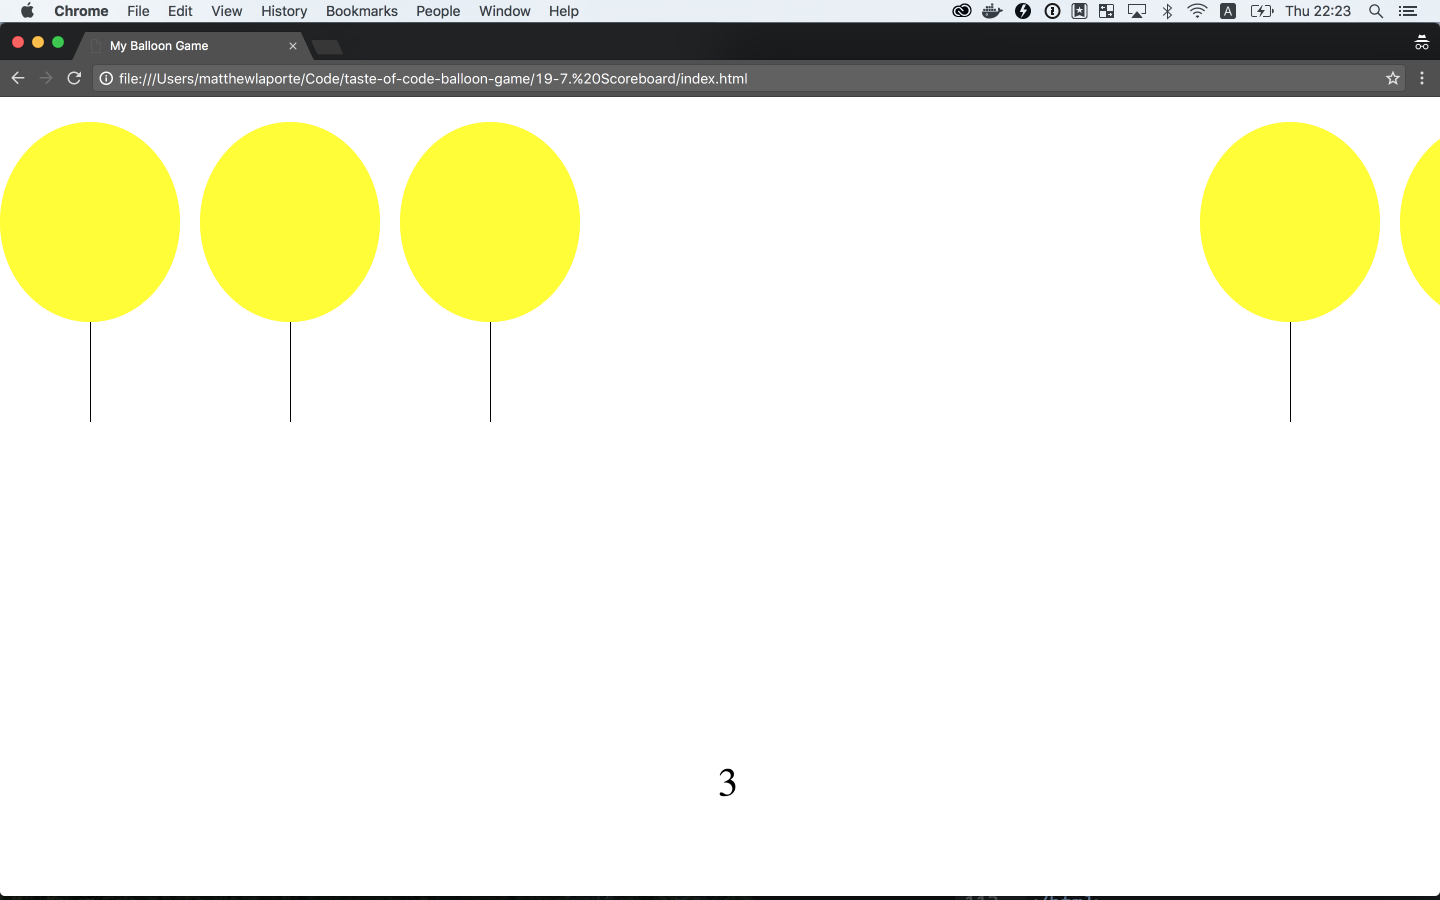 Chrome File Edit View History Bookmarks People Window Help A Thu 22:23
My Balloon Game
file:///Users/matthewlaporte/Code/taste-of-code-balloon-game/19-7.%20Scoreboard/index.html
3